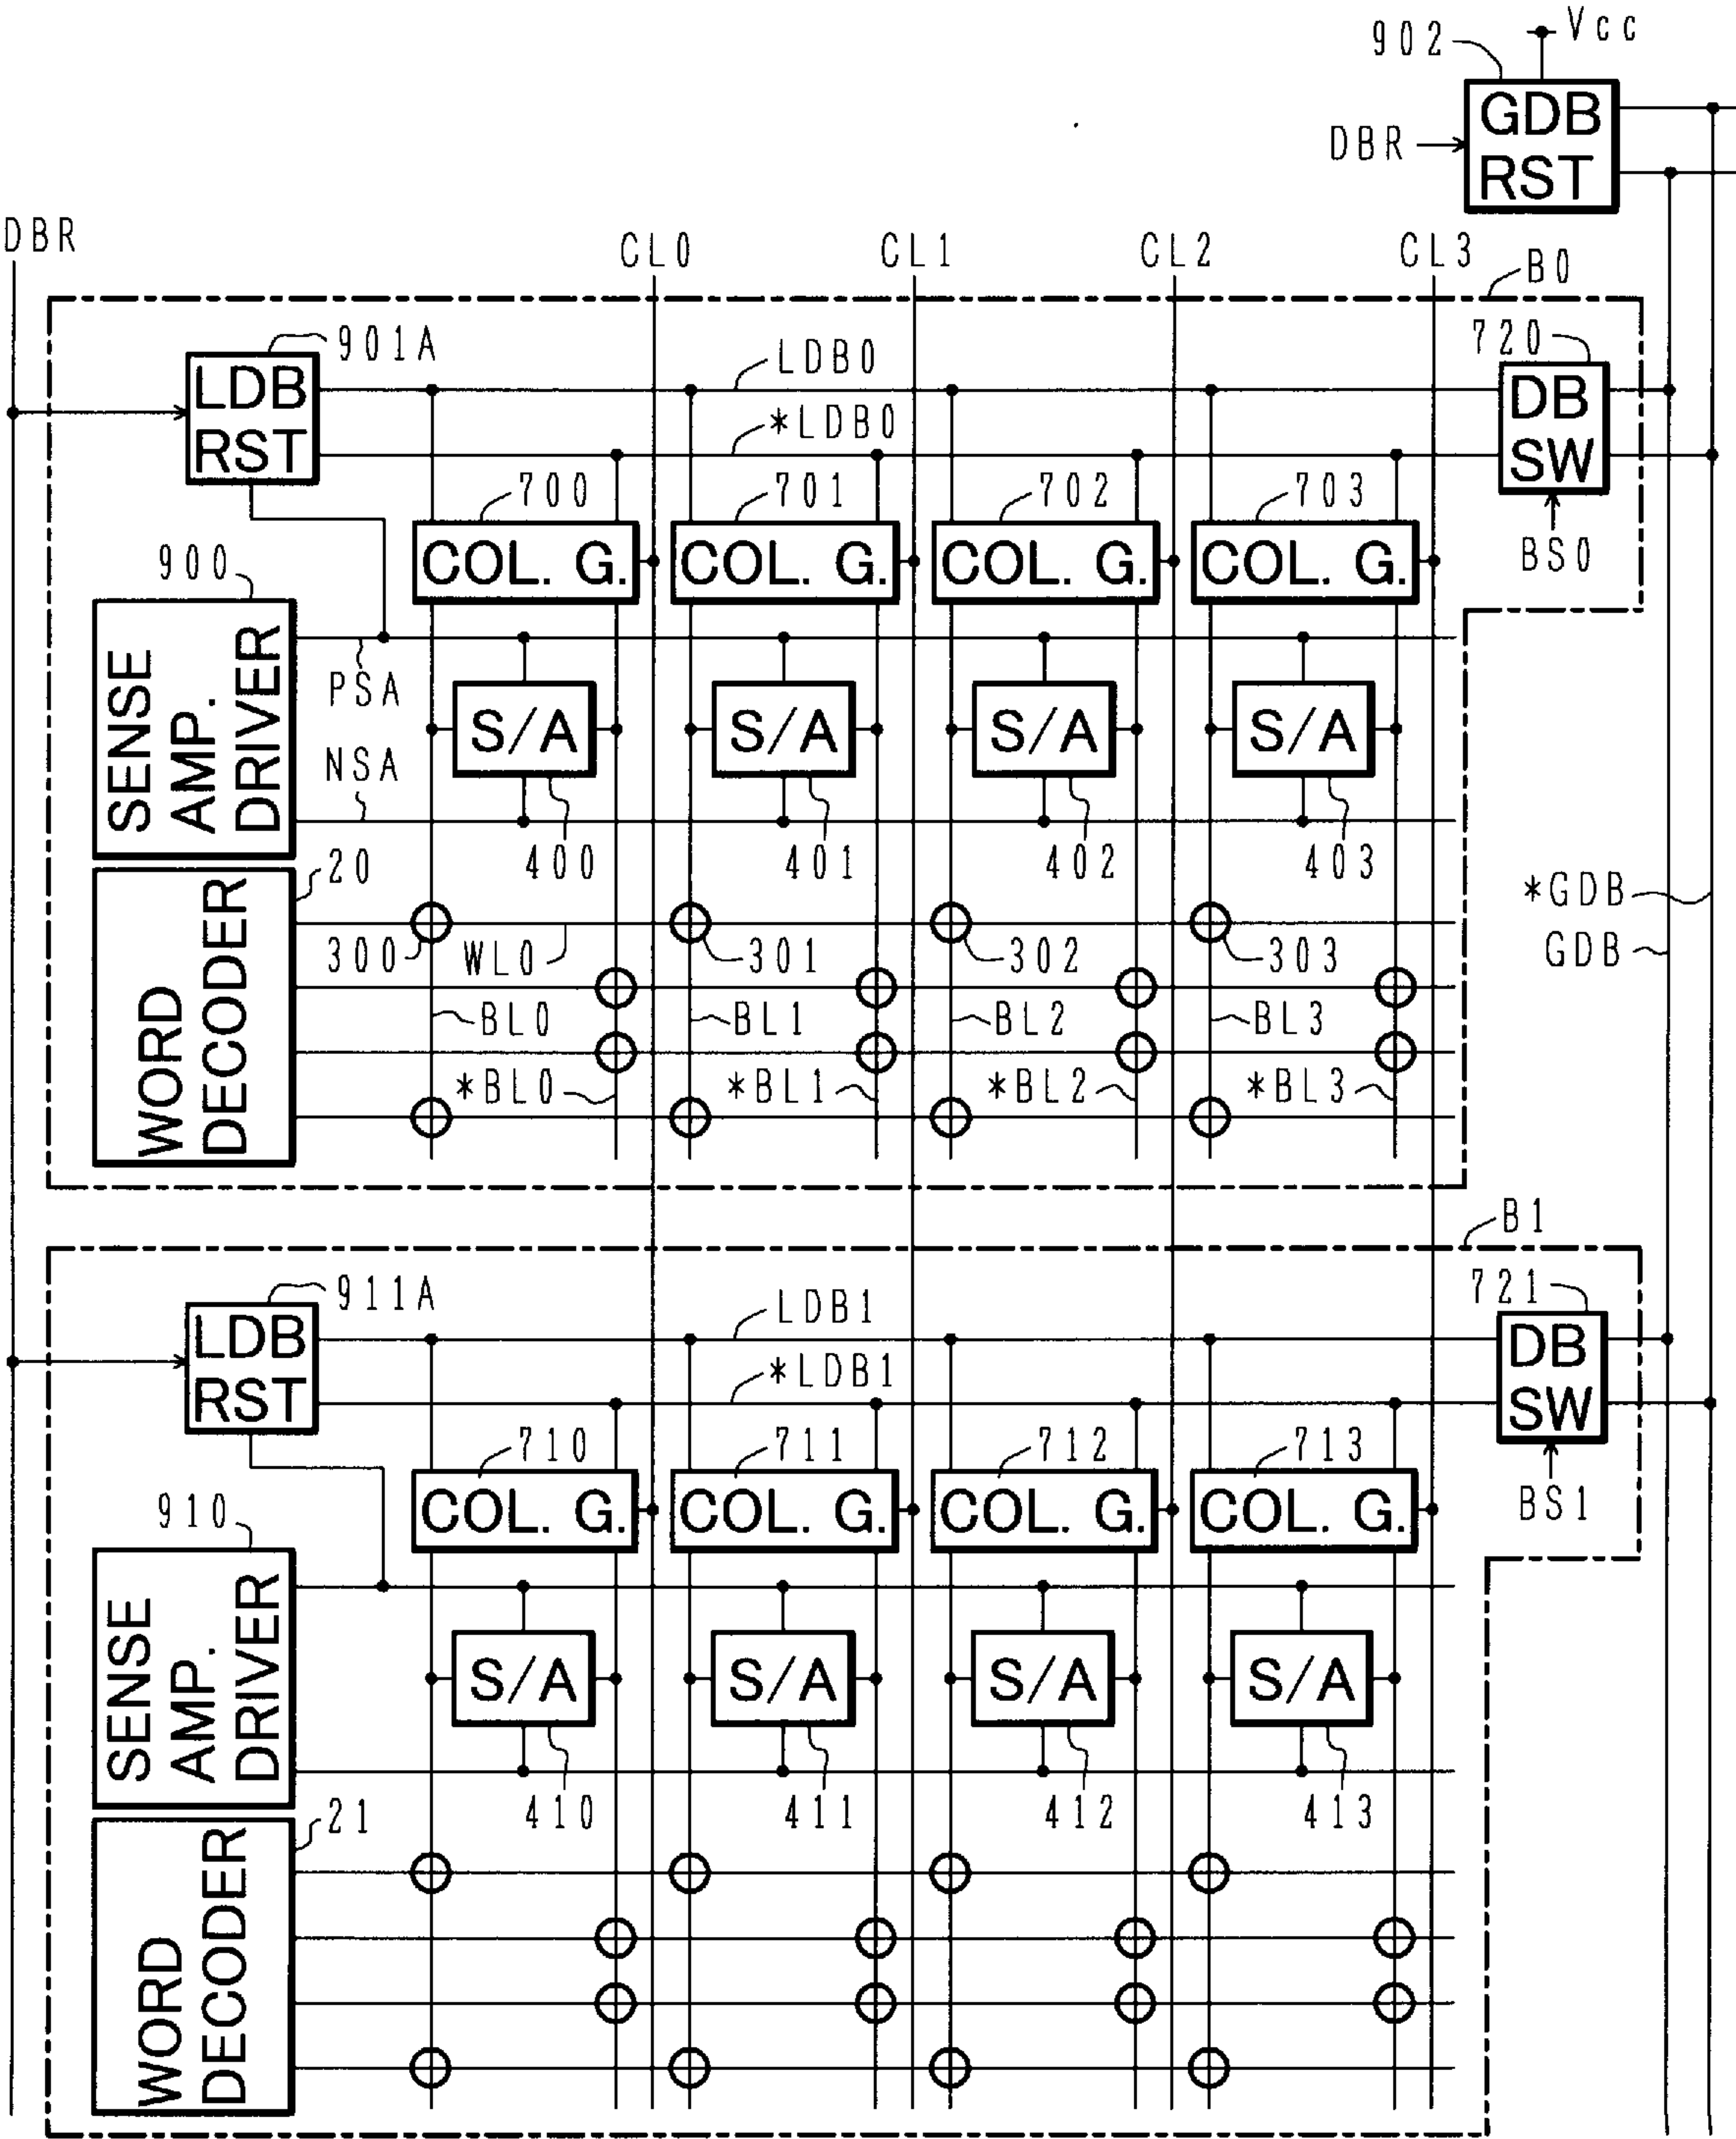 902
Vcc
GDB
RST
DBR
DBR
CL0
CL1
CL2
CL3
B0
901A
LDB
RST
LDB0
*LDB0
720
DB
SW
BS0
700
701
702
703
COL. G.
COL. G.
COL. G.
COL. G.
900
SENSE
AMP.
DRIVER
PSA
NSA
S/A
S/A
S/A
S/A
400
401
402
403
20
WORD
DECODER
300
WL0
301
302
303
*GDB
GDB
BL0
BL1
BL2
BL3
*BL0
*BL1
*BL2
*BL3
B1
911A
LDB
RST
LDB1
*LDB1
721
DB
SW
BS1
710
711
712
713
COL. G.
COL. G.
COL. G.
COL. G.
910
SENSE
AMP.
DRIVER
S/A
S/A
S/A
S/A
410
411
412
413
21
WORD
DECODER